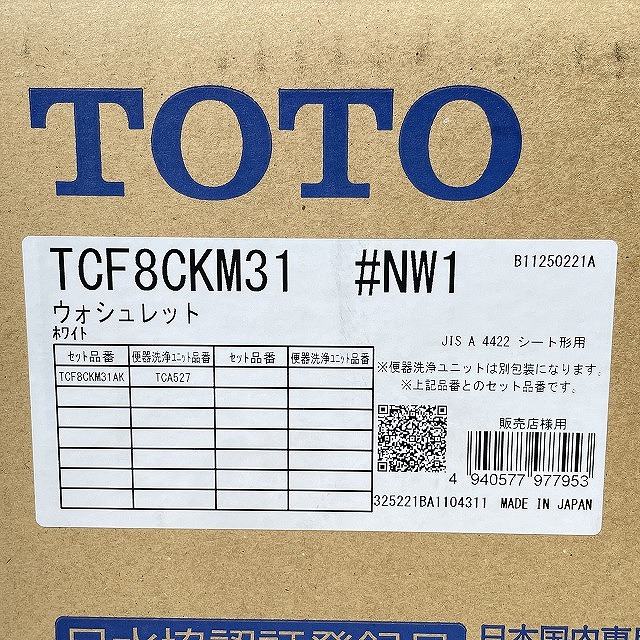 TOTO
TCF8CKM31 #NW1 B11250221A
ウォシュレット
ホワイト
JIS A 4422 シート形用
セット品番 便器洗浄ユニット品番 セット品番 便器洗浄ユニット品番
TCF8CKM31AK TCA527
※便器洗浄ユニットは別包装になります。
※上記品番とのセット品番です。
販売店様用
4 940577 977953
325221BA1104311 MADE IN JAPAN
日本国内専